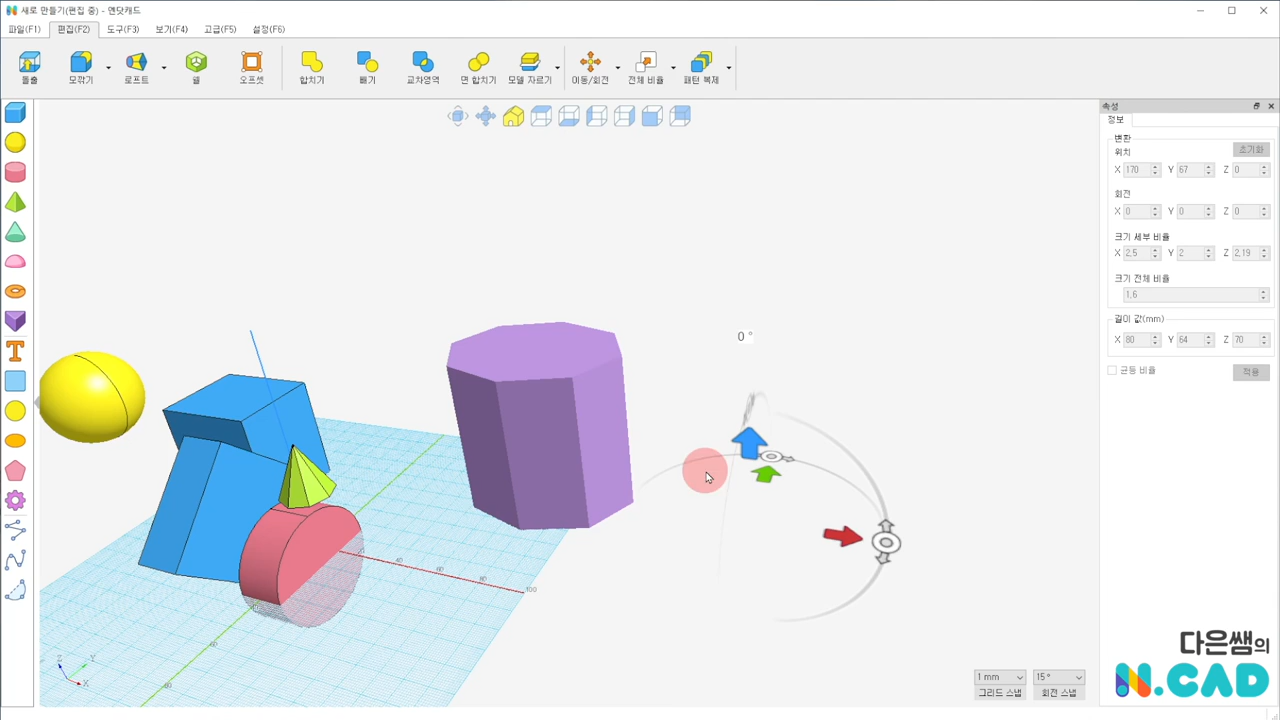 새로 만들기(편집 중) - 엔닷캐드
파일(F1) 편집(F2) 도구(F3) 보기(F4) 고급(F5) 설정(F6)
돌출 모깎기 로프트 쉘 오프셋 합치기 빼기 교차영역 면 합치기 모델 자르기 이동/회전 전체 비율 패턴 복제
속성
정보
변환
위치 초기화
X 170 Y 67 Z 0
회전
X 0 Y 0 Z 0
크기 세부 비율
X 2,5 Y 2 Z 2,19
크기 전체 비율
1,6
길이 값(mm)
X 80 Y 64 Z 70
균등 비율 적용
0 °
40 60 80 100
Z Y X
1 mm 15°
그리드 스냅 회전 스냅
다은쌤의
N.CAD